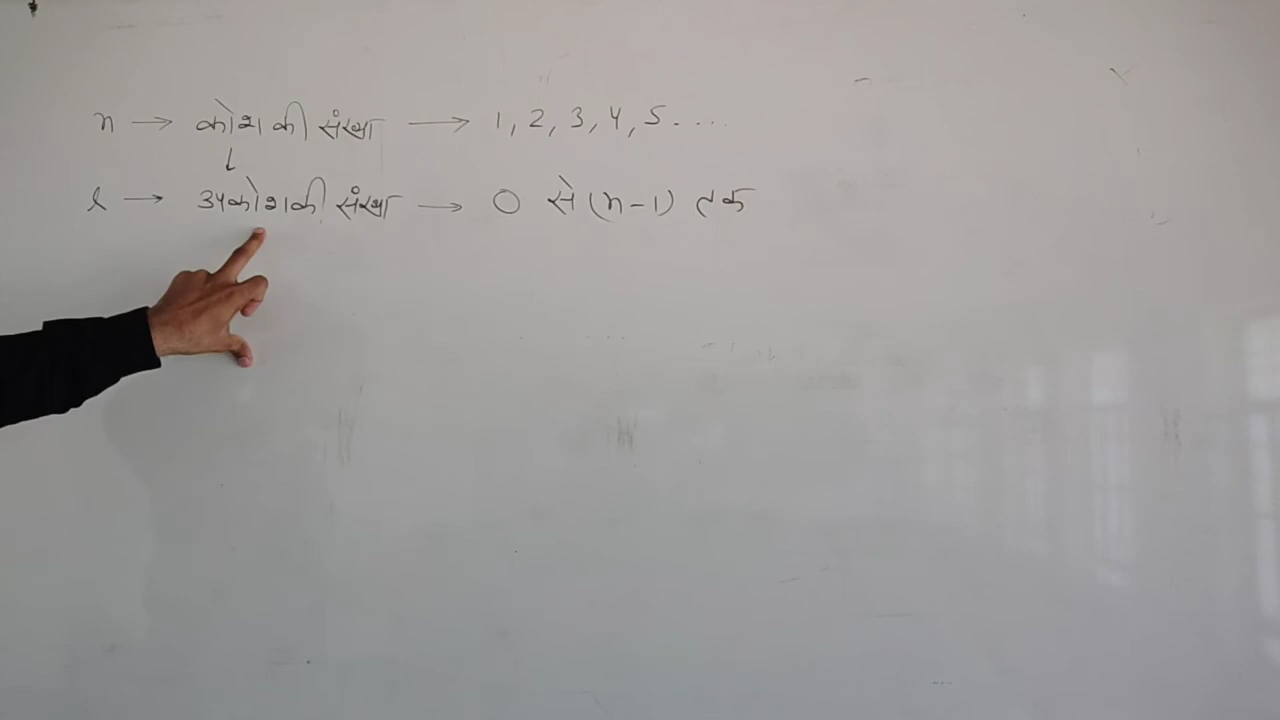 n → कोश की संख्या → 1, 2, 3, 4, 5 . . . .
↓
l → उपकोश की संख्या → 0 से (n-1) तक